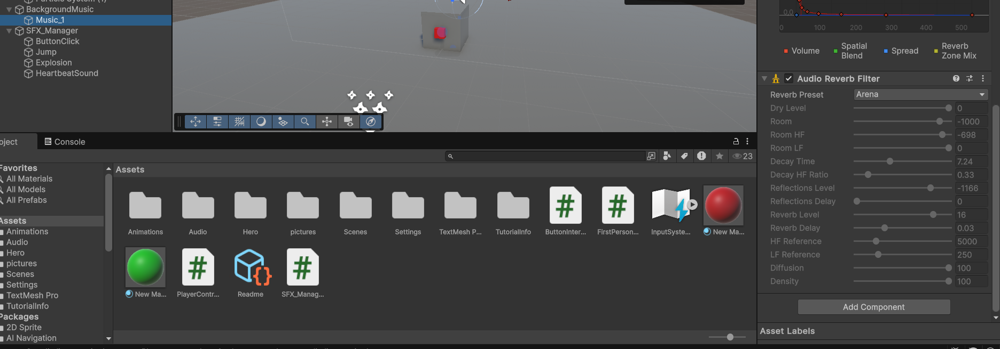 BackgroundMusic
Music_1
SFX_Manager
ButtonClick
Jump
Explosion
HeartbeatSound
0.0
0 100 200 300 400 500
Volume Spatial Blend Spread Reverb Zone Mix
Audio Reverb Filter
Reverb Preset Arena
Dry Level 0
Room -1000
Room HF -698
Room LF 0
Decay Time 7.24
Decay HF Ratio 0.33
Reflections Level -1166
Reflections Delay 0
Reverb Level 16
Reverb Delay 0.03
HF Reference 5000
LF Reference 250
Diffusion 100
Density 100
Add Component
Asset Labels
oject Console
23
Favorites
All Materials
All Models
All Prefabs
Assets
Animations
Audio
Hero
pictures
Scenes
Settings
TextMesh Pro
TutorialInfo
Packages
2D Sprite
AI Navigation
Assets
Animations Audio Hero pictures Scenes Settings TextMesh P... TutorialInfo ButtonInter... FirstPerson... InputSyste... New Ma...
New Ma... PlayerContr... Readme SFX_Manag...